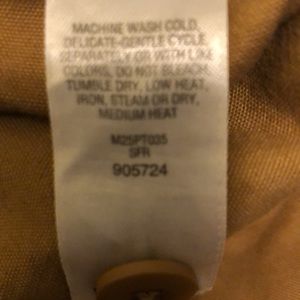 MACHINE WASH COLD,
DELICATE-GENTLE CYCLE
SEPARATELY OR WITH LIKE
COLORS, DO NOT BLEACH,
TUMBLE DRY, LOW HEAT,
IRON, STEAM OR DRY,
MEDIUM HEAT
M25PT035
SFR
905724